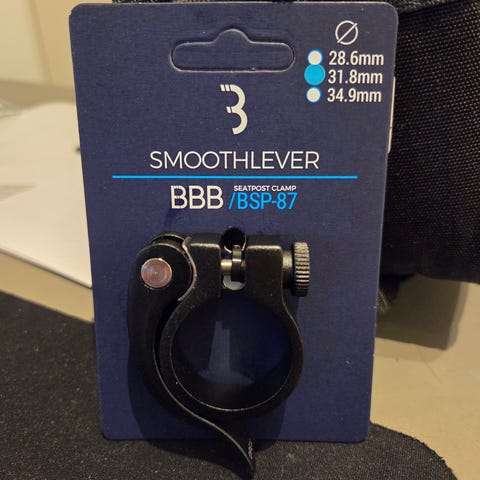 Ø
28.6mm
31.8mm
34.9mm
SMOOTHLEVER
SEATPOST CLAMP
BBB /BSP-87